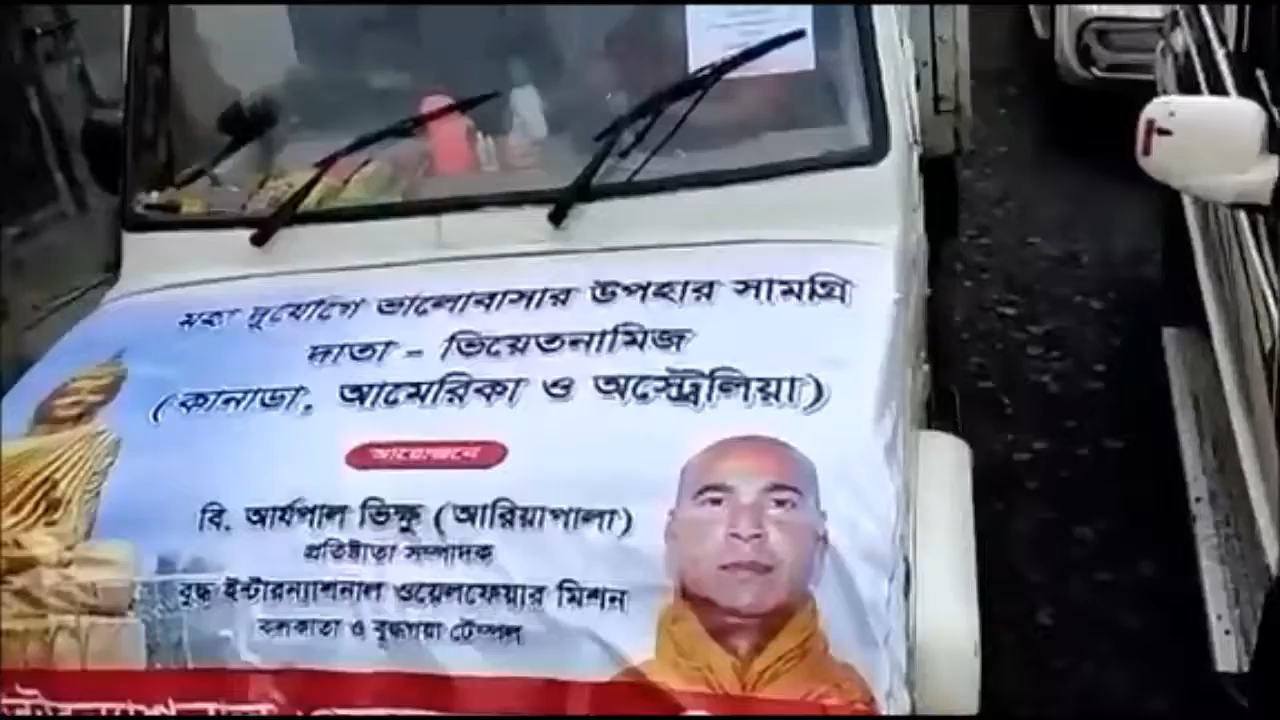 মহা দুর্যোগে ভালোবাসার উপহার সামগ্রি
দাতা - ভিয়েতনামিজ
(কানাডা, আমেরিকা ও অস্ট্রেলিয়া)
আয়োজনে
বি. আর্যপাল ভিক্ষু (আরিয়াপালা)
প্রতিষ্ঠাতা সম্পাদক
বুদ্ধ ইন্টারন্যাশনাল ওয়েলফেয়ার মিশন
কলকাতা ও বুদ্ধগয়া টেম্পল